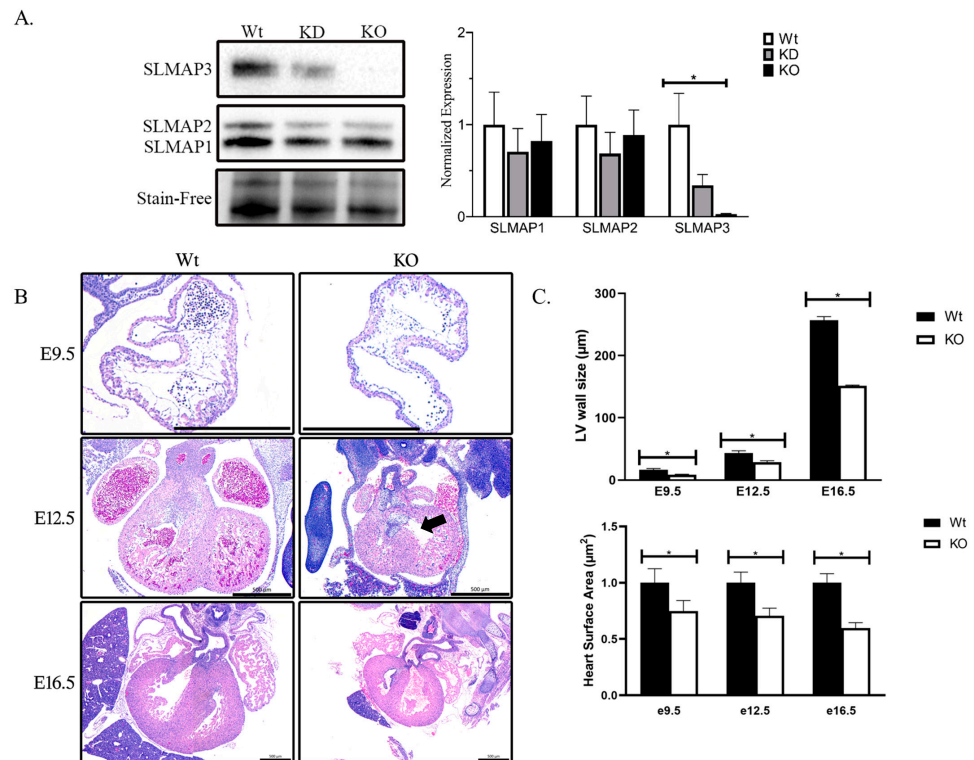 A.
Wt KD KO
SLMAP3
SLMAP2
SLMAP1
Stain-Free
Normalized Expression
2
1
0
*
SLMAP1 SLMAP2 SLMAP3
Wt
KD
KO
B
Wt KO
E9.5
E12.5
500 µm 500 µm
E16.5
500 µm 500 µm
C.
LV wall size (µm)
300
200
100
0
* * *
E9.5 E12.5 E16.5
Wt
KO
Heart Surface Area (µm²)
1.0
0.5
0.0
* * *
e9.5 e12.5 e16.5
Wt
KO